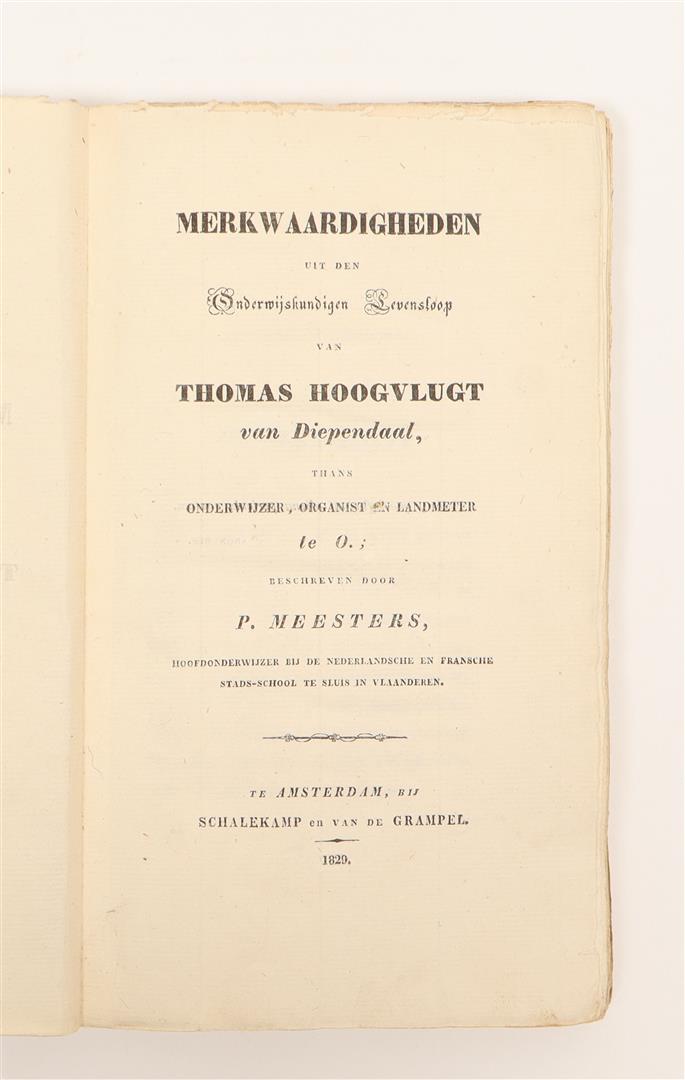 MERKWAARDIGHEDEN
UIT DEN
Onderwijskundigen Levensloop
VAN
THOMAS HOOGVLUGT
van Diependaal,
THANS
ONDERWIJZER, ORGANIST EN LANDMETER
te O.;
BESCHREVEN DOOR
P. MEESTERS,
HOOFDONDERWIJZER BIJ DE NEDERLANDSCHE EN FRANSCHE
STADS-SCHOOL TE SLUIS IN VLAANDEREN.
TE AMSTERDAM, BIJ
SCHALEKAMP en VAN DE GRAMPEL.
1829.